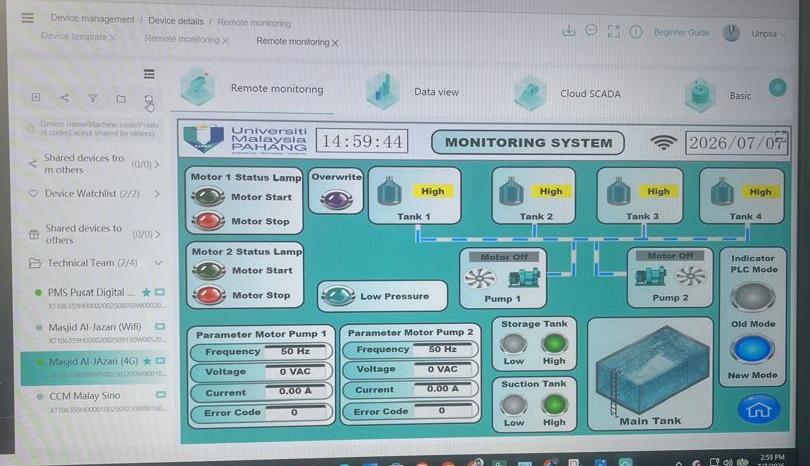 Device management / Device details / Remote monitoring
Device template × Remote monitoring × Remote monitoring ×
Beginner Guide Umpsa
Remote monitoring Data view Cloud SCADA Basic
Device name/Machine code/Produ
ct code(Except shared by others)
Shared devices fro
m others (0/0)
Device Watchlist (2/2)
Shared devices to
others (0/0)
Technical Team (2/4)
PMS Pusat Digital ...
Masjid Al-Jazari (Wifi)
Masjid Al-JAzari (4G)
CCM Malay Sino
Universiti
Malaysia
PAHANG
14:59:44
MONITORING SYSTEM
2026/07/07
Motor 1 Status Lamp
Motor Start
Motor Stop
Overwrite
High
Tank 1
High
Tank 2
High
Tank 3
High
Tank 4
Motor 2 Status Lamp
Motor Start
Motor Stop
Low Pressure
Motor Off
Pump 1
Motor Off
Pump 2
Indicator
PLC Mode
Old Mode
New Mode
Parameter Motor Pump 1
Frequency 50 Hz
Voltage 0 VAC
Current 0.00 A
Error Code 0
Parameter Motor Pump 2
Frequency 50 Hz
Voltage 0 VAC
Current 0.00 A
Error Code 0
Storage Tank
Low High
Suction Tank
Low High
Main Tank
2:59 PM